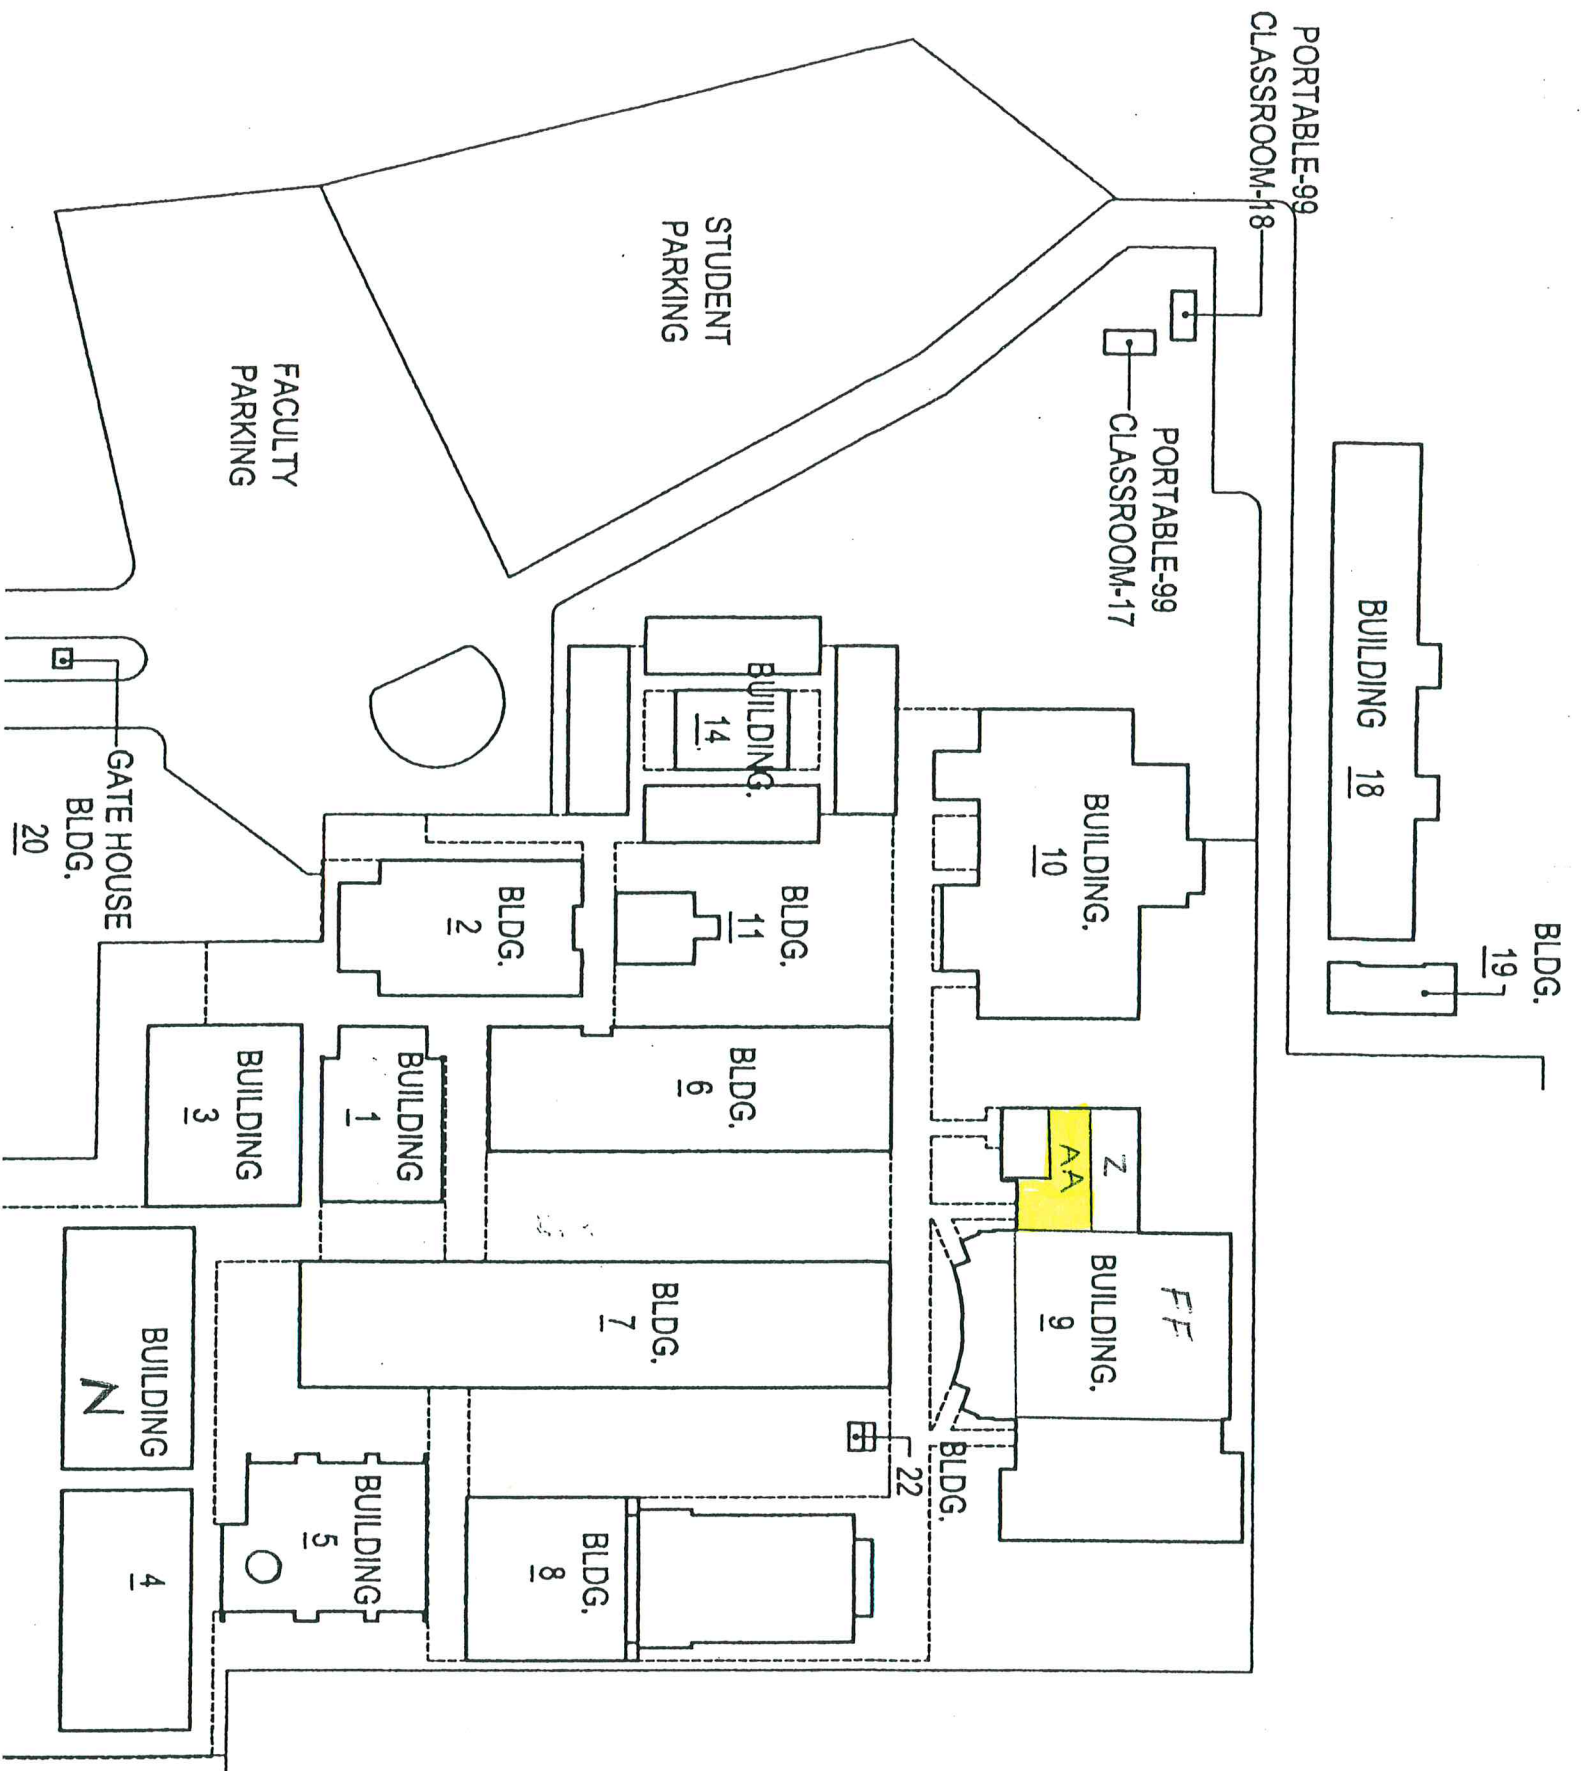 PORTABLE-99
CLASSROOM-18
PORTABLE-99
CLASSROOM-17
STUDENT
PARKING
FACULTY
PARKING
BUILDING 18
BLDG.
19
BUILDING.
14
BUILDING.
10
BLDG.
11
BLDG.
2
GATE HOUSE
BLDG.
20
BLDG.
6
BUILDING
1
BUILDING
3
Z
AA
FF
BUILDING.
9
BLDG.
7
BLDG.
22
BUILDING
N
BUILDING
5
BLDG.
8
4